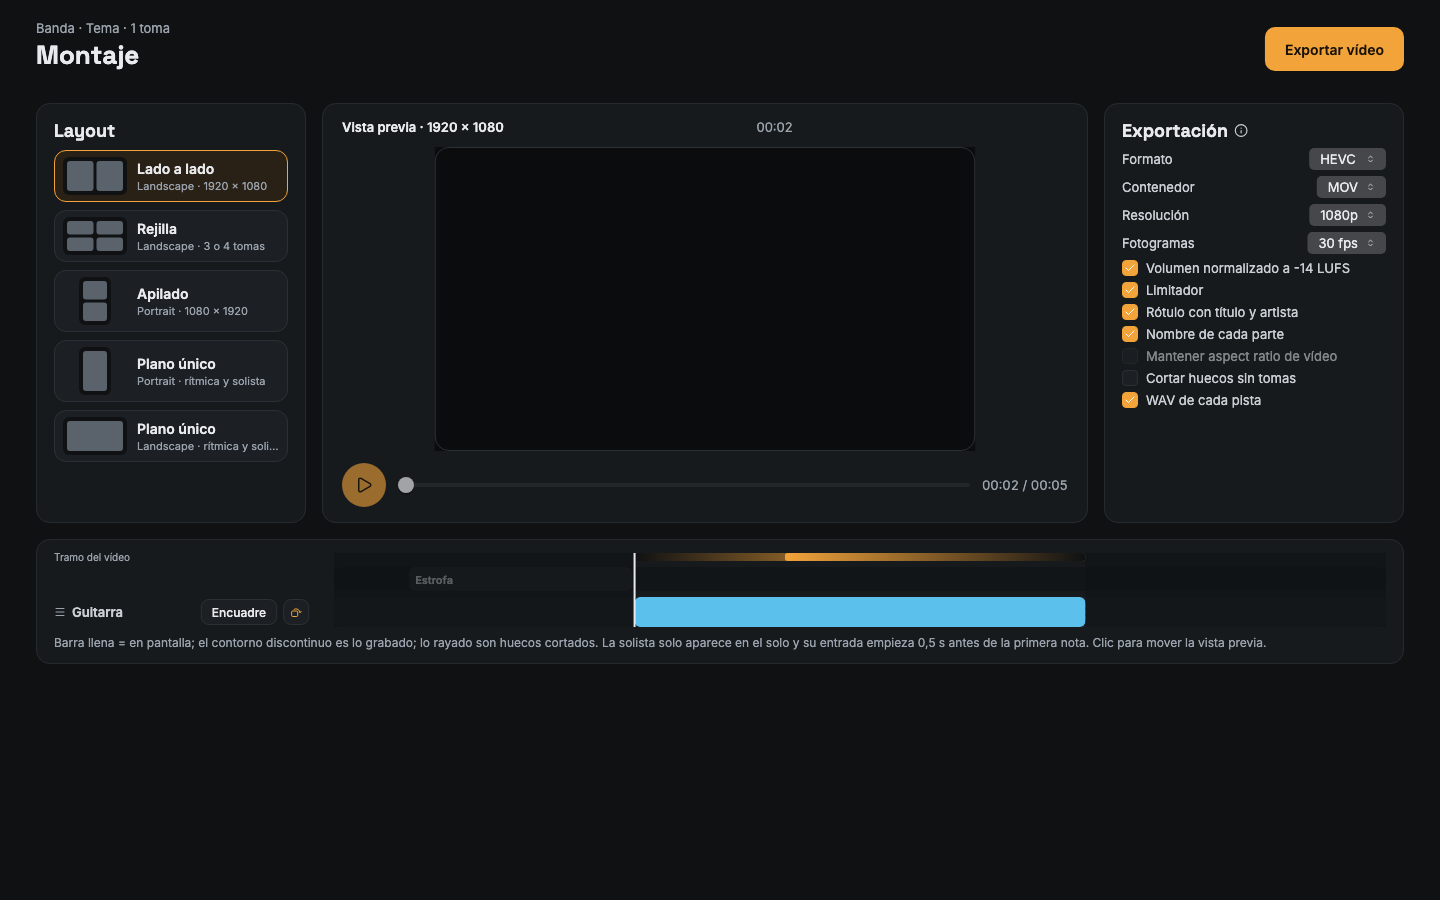 Banda · Tema · 1 toma
Montaje
Exportar vídeo
Layout
Lado a lado
Landscape · 1920 × 1080
Rejilla
Landscape · 3 o 4 tomas
Apilado
Portrait · 1080 × 1920
Plano único
Portrait · rítmica y solista
Plano único
Landscape · rítmica y soli...
Vista previa · 1920 × 1080
00:02
00:02 / 00:05
Exportación
Formato
HEVC
Contenedor
MOV
Resolución
1080p
Fotogramas
30 fps
Volumen normalizado a -14 LUFS
Limitador
Rótulo con título y artista
Nombre de cada parte
Mantener aspect ratio de vídeo
Cortar huecos sin tomas
WAV de cada pista
Tramo del vídeo
Estrofa
Guitarra
Encuadre
Barra llena = en pantalla; el contorno discontinuo es lo grabado; lo rayado son huecos cortados. La solista solo aparece en el solo y su entrada empieza 0,5 s antes de la primera nota. Clic para mover la vista previa.